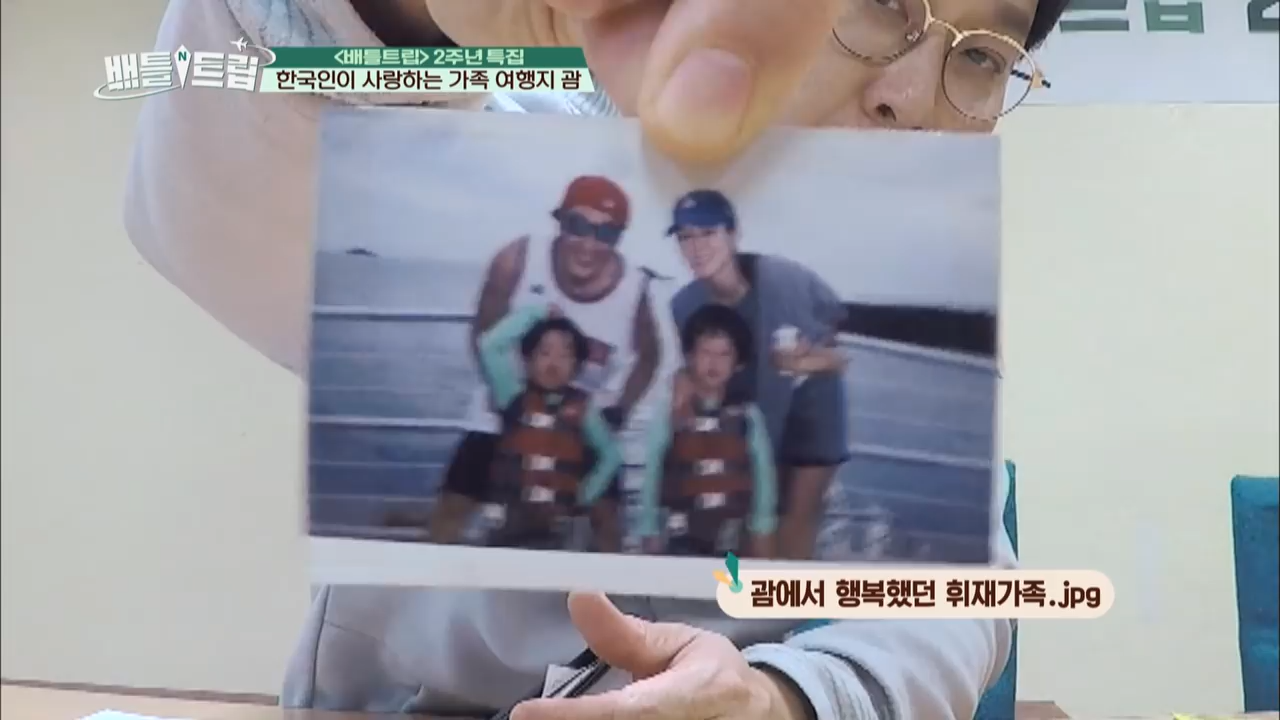 배틀트립
<배틀트립> 2주년 특집
한국인이 사랑하는 가족 여행지 괌
괌에서 행복했던 휘재가족.jpg